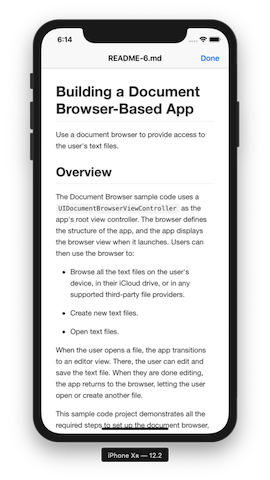 6:14
README-6.md
Done
Building a Document
Browser-Based App
Use a document browser to provide access to
the user's text files.
Overview
The Document Browser sample code uses a
UIDocumentBrowserViewController as the
app's root view controller. The browser defines
the structure of the app, and the app displays
the browser view when it launches. Users can
then use the browser to:
• Browse all the text files on the user's
device, in their iCloud drive, or in any
supported third-party file providers.
• Create new text files.
• Open text files.
When the user opens a file, the app transitions
to an editor view. There, the user can edit and
save the text file. When they are done editing,
the app returns to the browser, letting the user
open or create another file.
This sample code project demonstrates all the
required steps to set up the document browser,
iPhone Xʀ — 12.2